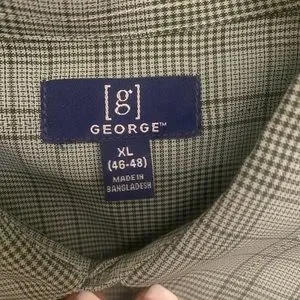 [g]
GEORGE™
XL
(46-48)
MADE IN
BANGLADESH